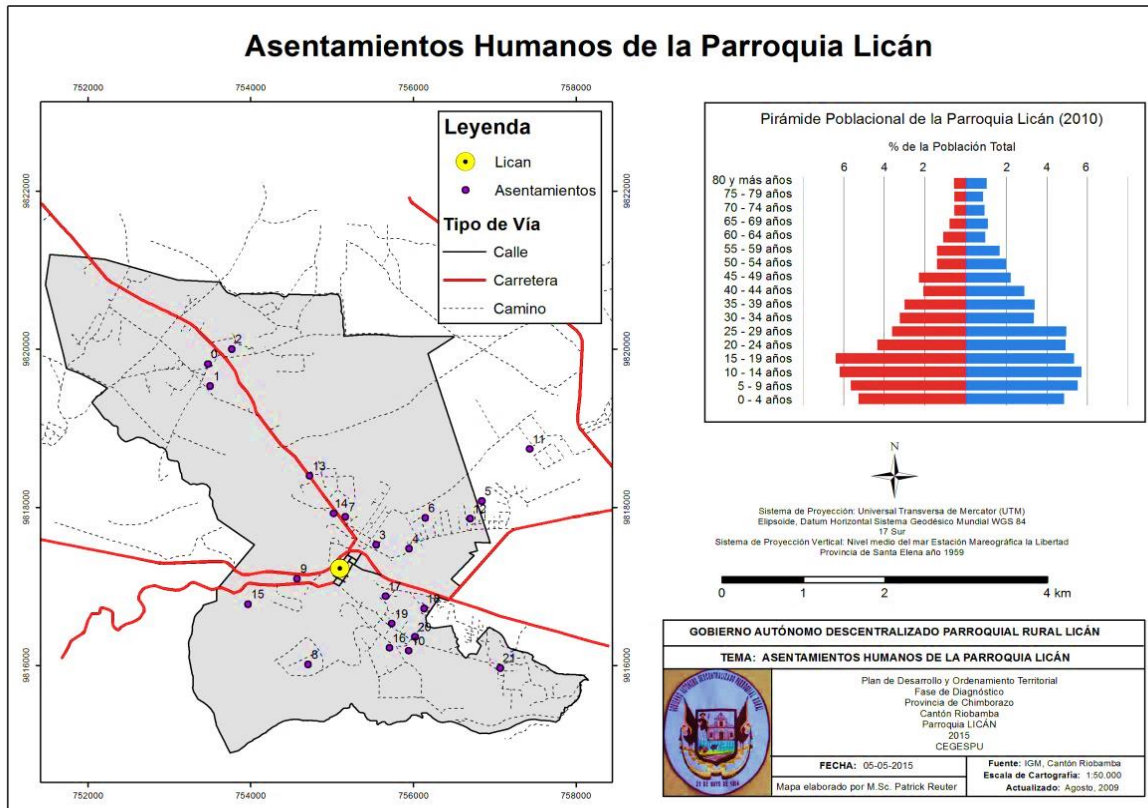 Asentamientos Humanos de la Parroquia Licán
752000 754000 756000 758000
9822000
9820000
9818000
9816000
Leyenda
Lican
Asentamientos
Tipo de Vía
Calle
Carretera
Camino
2
0
1
11
13
5
14
7
6
12
3
4
9
17
15
18
19
20
16
10
8
21
9822000
9820000
9818000
9816000
752000 754000 756000 758000
Pirámide Poblacional de la Parroquia Licán (2010)
% de la Población Total
6 4 2 2 4 6
80 y más años
75 - 79 años
70 - 74 años
65 - 69 años
60 - 64 años
55 - 59 años
50 - 54 años
45 - 49 años
40 - 44 años
35 - 39 años
30 - 34 años
25 - 29 años
20 - 24 años
15 - 19 años
10 - 14 años
5 - 9 años
0 - 4 años
N
Sistema de Proyección: Universal Transversa de Mercator (UTM)
Elipsoide, Datum Horizontal Sistema Geodésico Mundial WGS 84
17 Sur
Sistema de Proyección Vertical: Nivel medio del mar Estación Mareográfica la Libertad
Provincia de Santa Elena año 1959
0 1 2 4 km
GOBIERNO AUTÓNOMO DESCENTRALIZADO PARROQUIAL RURAL LICÁN
TEMA: ASENTAMIENTOS HUMANOS DE LA PARROQUIA LICÁN
Plan de Desarrollo y Ordenamiento Territorial
Fase de Diagnóstico
Provincia de Chimborazo
Cantón Riobamba
Parroquia LICÁN
2015
CEGESPU
FECHA: 05-05-2015
Mapa elaborado por M.Sc. Patrick Reuter
Fuente: IGM, Cantón Riobamba
Escala de Cartografía: 1:50.000
Actualizado: Agosto, 2009